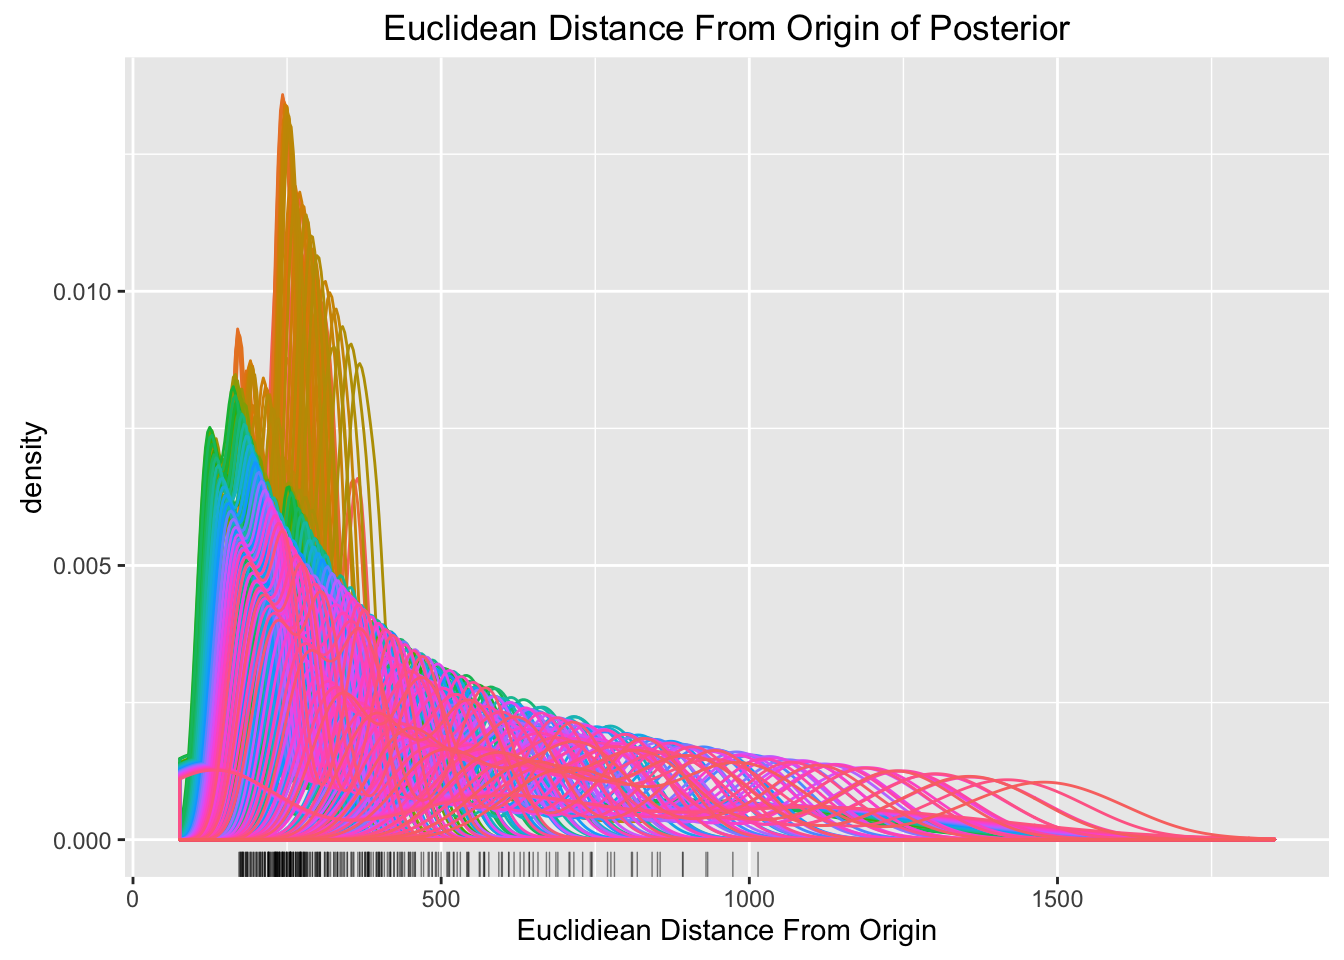 Euclidean Distance From Origin of Posterior
density
0.010
0.005
0.000
0
500
1000
1500
Euclidiean Distance From Origin